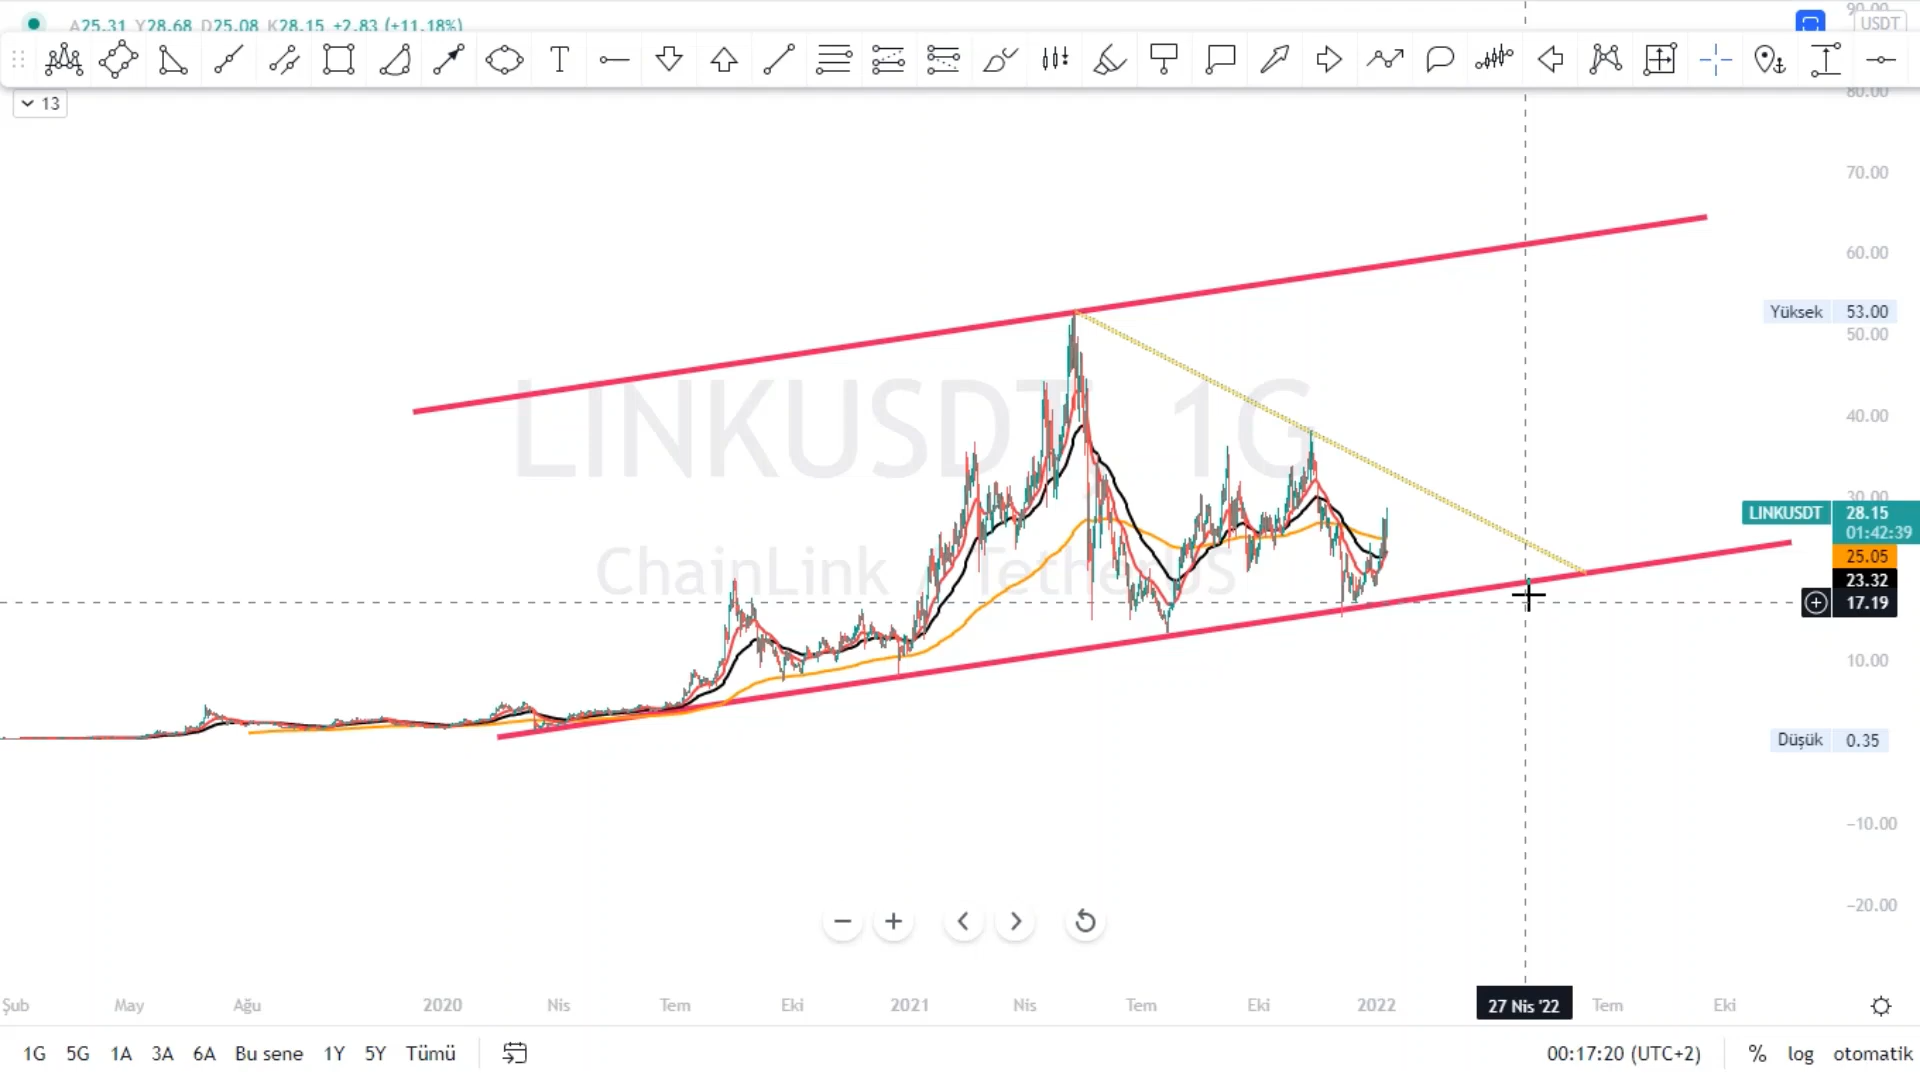 A25.31 Y28.68 D25.08 K28.15 +2.83 (+11.18%)
90.00
USDT
T
13
80.00
70.00
60.00
Yüksek 53.00
50.00
40.00
30.00
LINKUSDT 28.15
01:42:39
25.05
23.32
17.19
10.00
Düşük 0.35
−10.00
−20.00
LINKUSDT 1G
ChainLink / TetherUS
Şub May Ağu 2020 Nis Tem Eki 2021 Nis Tem Eki 2022 27 Nis '22 Tem Eki
1G 5G 1A 3A 6A Bu sene 1Y 5Y Tümü 00:17:20 (UTC+2) % log otomatik